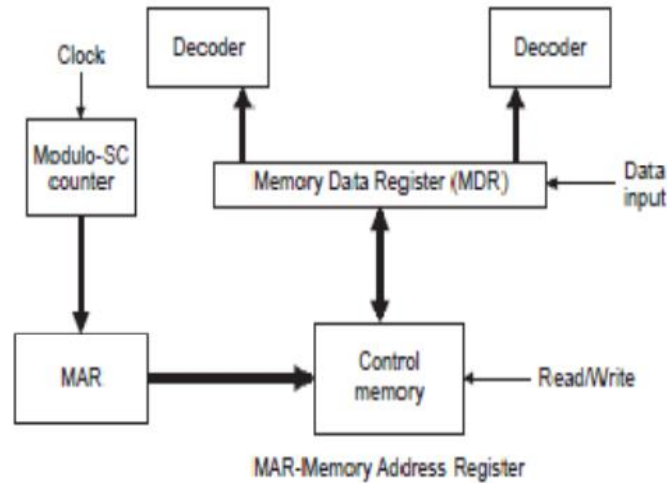 Decoder
Decoder
Clock
Modulo-SC
counter
Memory Data Register (MDR)
Data
input
MAR
Control
memory
Read/Write
MAR-Memory Address Register